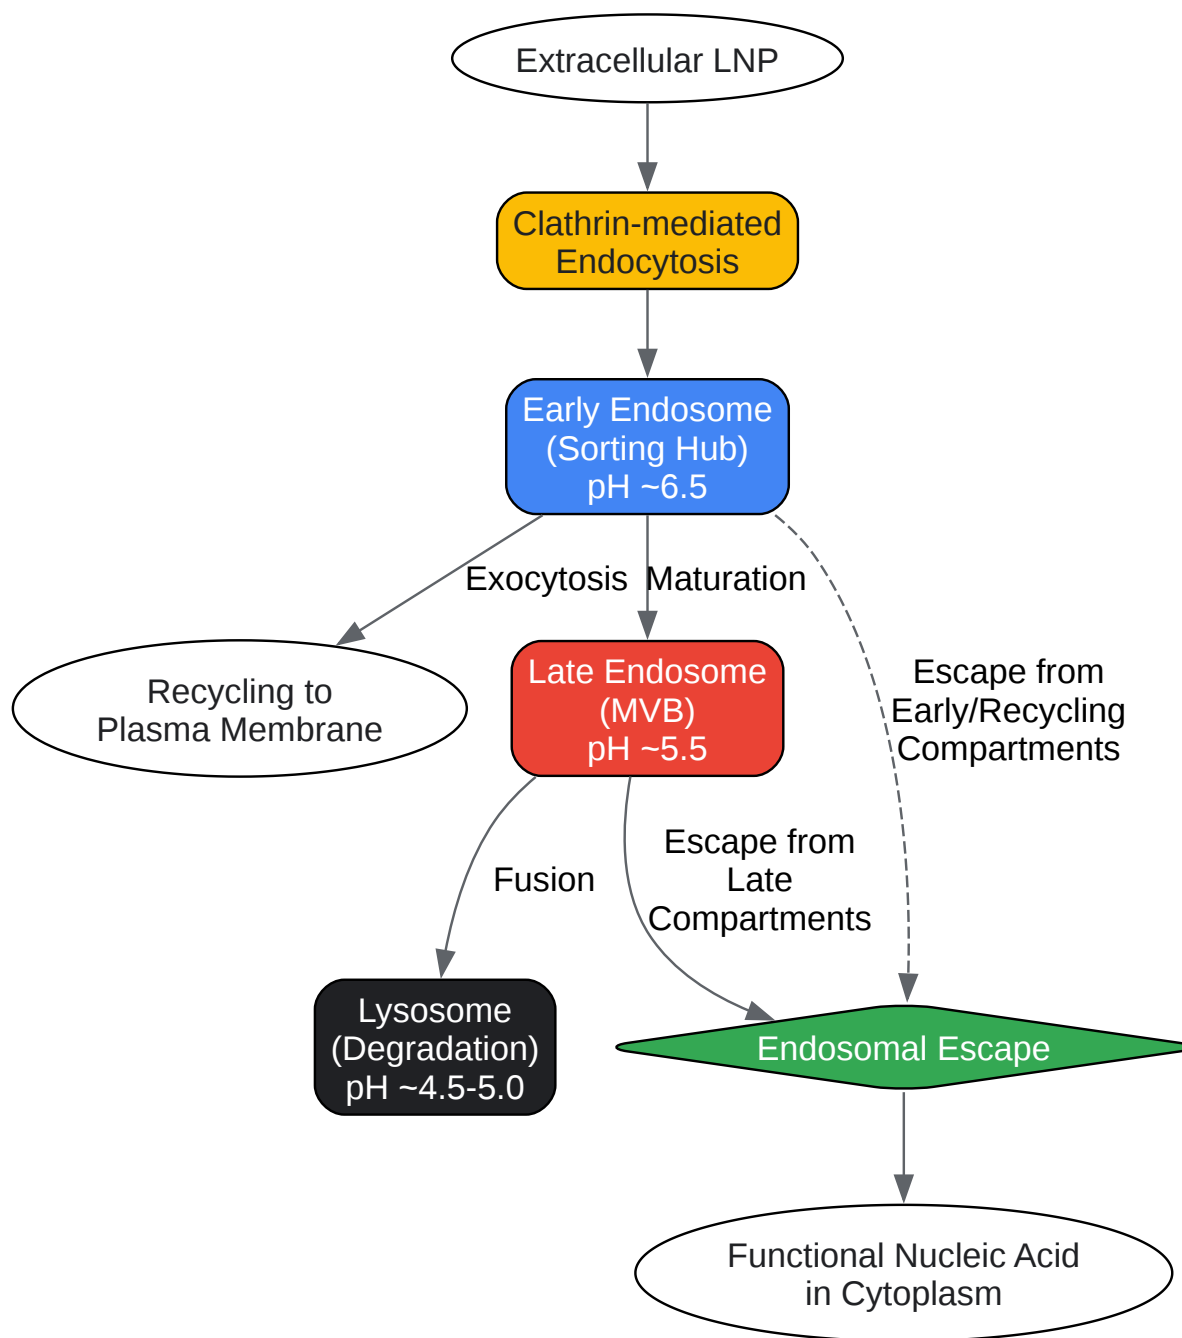 Extracellular LNP
Clathrin-mediated
Endocytosis
Early Endosome
(Sorting Hub)
pH ~6.5
Exocytosis
Maturation
Recycling to
Plasma Membrane
Late Endosome
(MVB)
pH ~5.5
Escape from
Early/Recycling
Compartments
Fusion
Escape from
Late
Compartments
Lysosome
(Degradation)
pH ~4.5-5.0
Endosomal Escape
Functional Nucleic Acid
in Cytoplasm